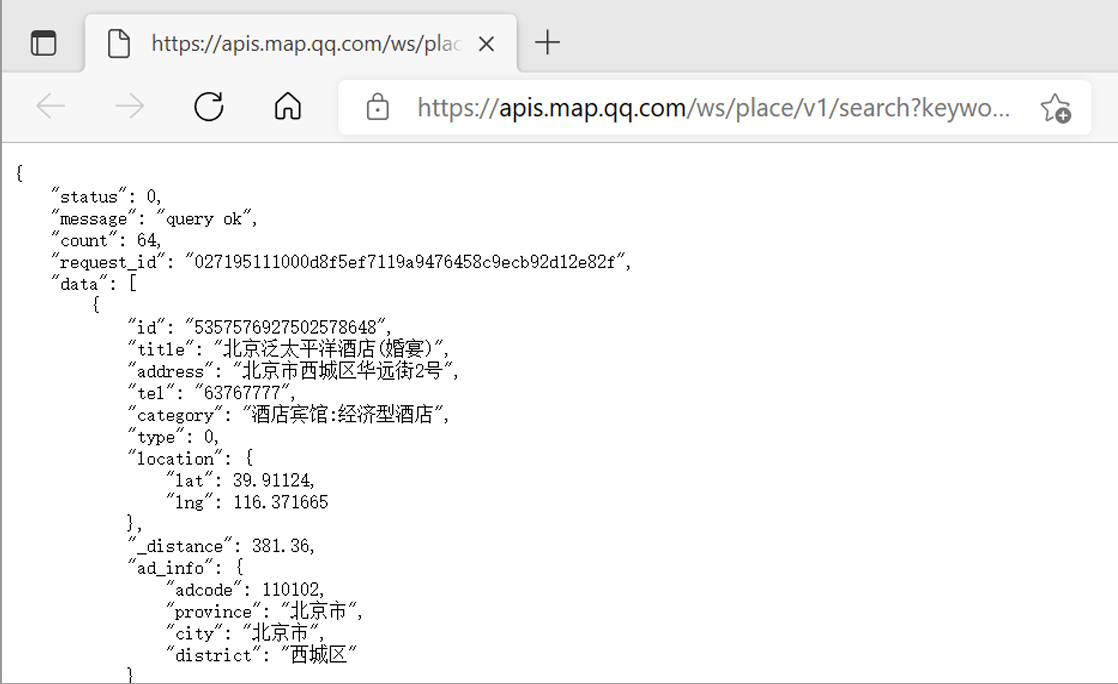 https://apis.map.qq.com/ws/plac
https://apis.map.qq.com/ws/place/v1/search?keywo...
{
"status": 0,
"message": "query ok",
"count": 64,
"request_id": "027195111000d8f5ef7119a9476458c9ecb92d12e82f",
"data": [
{
"id": "5357576927502578648",
"title": "北京泛太平洋酒店(婚宴)",
"address": "北京市西城区华远街2号",
"tel": "63767777",
"category": "酒店宾馆:经济型酒店",
"type": 0,
"location": {
"lat": 39.91124,
"lng": 116.371665
},
"_distance": 381.36,
"ad_info": {
"adcode": 110102,
"province": "北京市",
"city": "北京市",
"district": "西城区"
}